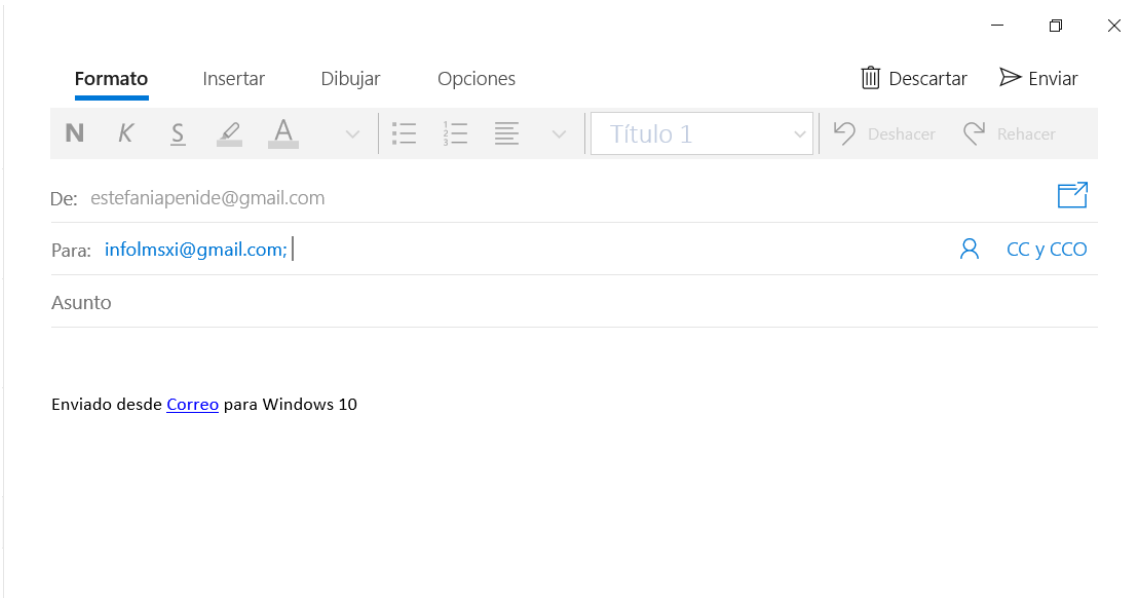 Formato Insertar Dibujar Opciones Descartar Enviar
N K S A Título 1 Deshacer Rehacer
De: estefaniapenide@gmail.com
Para: infolmsxi@gmail.com; CC y CCO
Asunto
Enviado desde Correo para Windows 10